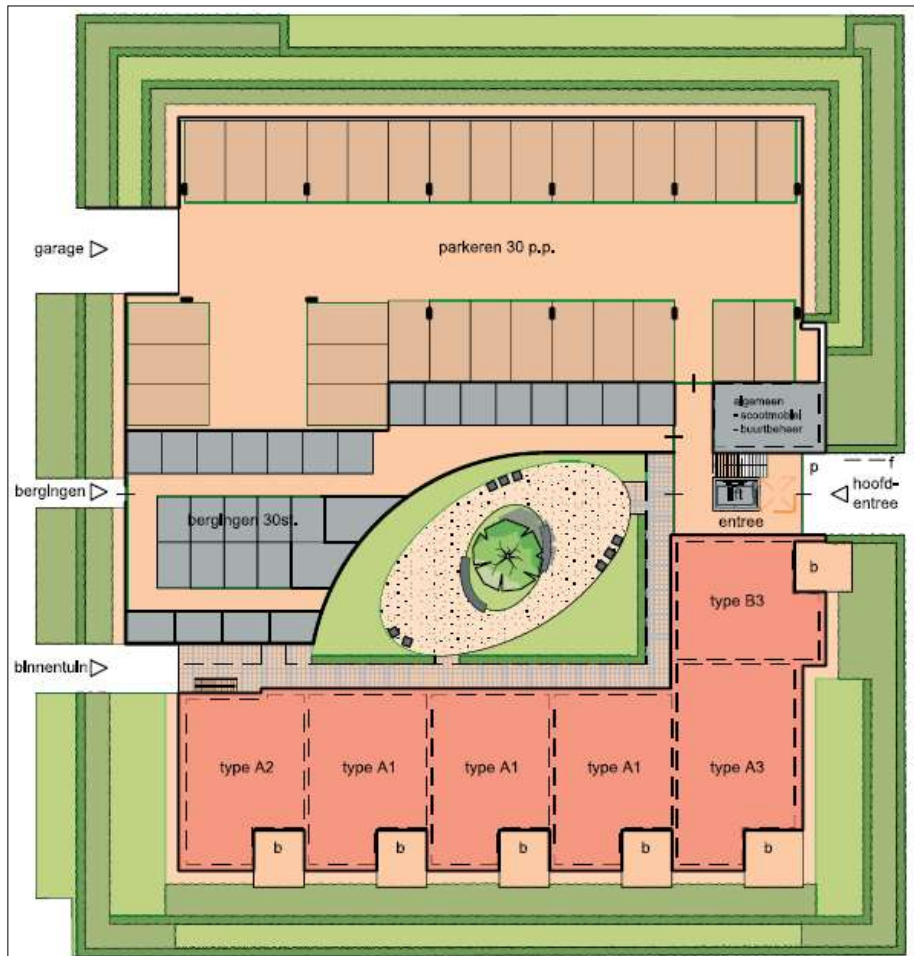 garage
parkeren 30 p.p.
algemeen
- scootmobiel
- buurtbeheer
p
f
bergingen
hoofd-
entree
bergingen 30st.
lift
entree
b
type B3
binnentuin
type A2
type A1
type A1
type A1
type A3
b
b
b
b
b